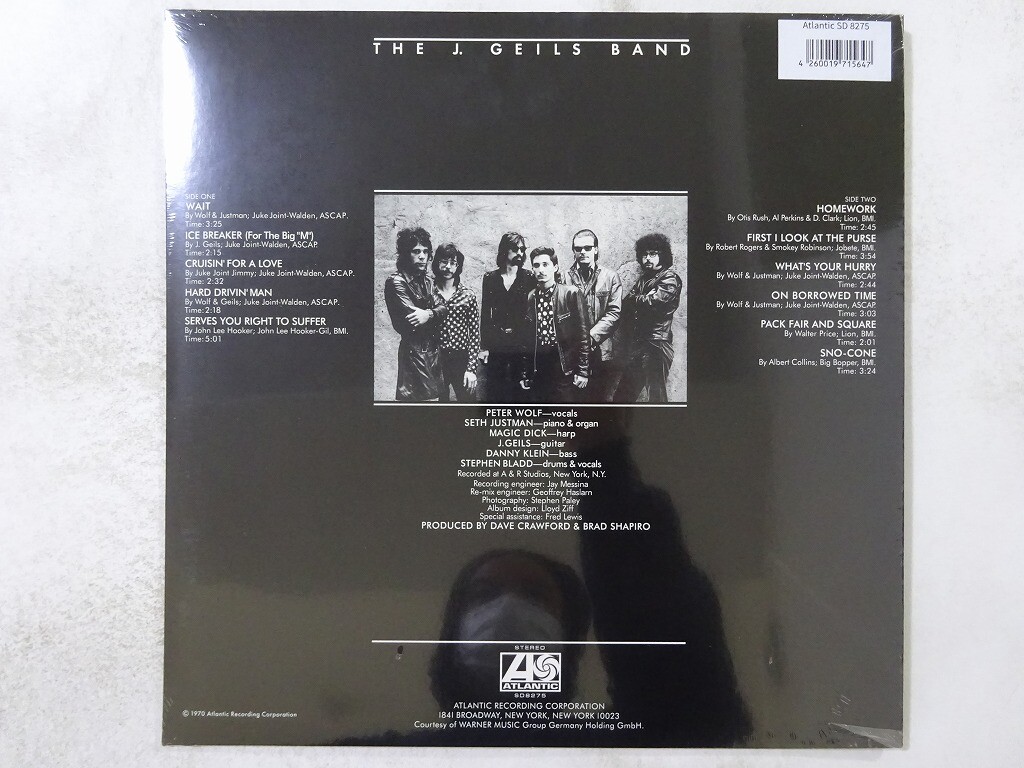 THE J. GEILS BAND
Atlantic SD 8275
4 260019 715647
SIDE ONE
WAIT
By Wolf & Justman; Juke Joint-Walden, ASCAP.
Time: 3:25
ICE BREAKER (For The Big "M")
By J. Geils; Juke Joint-Walden, ASCAP.
Time: 2:15
CRUISIN' FOR A LOVE
By Juke Joint Jimmy; Juke Joint-Walden, ASCAP.
Time: 2:32
HARD DRIVIN' MAN
By Wolf & Geils; Juke Joint-Walden, ASCAP.
Time: 2:18
SERVES YOU RIGHT TO SUFFER
By John Lee Hooker; John Lee Hooker-Gil, BMI.
Time: 5:01
SIDE TWO
HOMEWORK
By Otis Rush, Al Perkins & D. Clark; Lion, BMI.
Time: 2:45
FIRST I LOOK AT THE PURSE
By Robert Rogers & Smokey Robinson; Jobete, BMI.
Time: 3:54
WHAT'S YOUR HURRY
By Wolf & Justman; Juke Joint-Walden, ASCAP.
Time: 2:44
ON BORROWED TIME
By Wolf & Justman; Juke Joint-Walden, ASCAP.
Time: 3:03
PACK FAIR AND SQUARE
By Walter Price; Lion, BMI.
Time: 2:01
SNO-CONE
By Albert Collins; Big Bopper, BMI.
Time: 3:24
PETER WOLF—vocals
SETH JUSTMAN—piano & organ
MAGIC DICK—harp
J. GEILS—guitar
DANNY KLEIN—bass
STEPHEN BLADD—drums & vocals
Recorded at A & R Studios, New York, N.Y.
Recording engineer: Jay Messina
Re-mix engineer: Geoffrey Haslam
Photography: Stephen Paley
Album design: Lloyd Ziff
Special assistance: Fred Lewis
PRODUCED BY DAVE CRAWFORD & BRAD SHAPIRO
STEREO
ATLANTIC
SD8275
ATLANTIC RECORDING CORPORATION
1841 BROADWAY, NEW YORK, NEW YORK 10023
Courtesy of WARNER MUSIC Group Germany Holding GmbH.
© 1970 Atlantic Recording Corporation